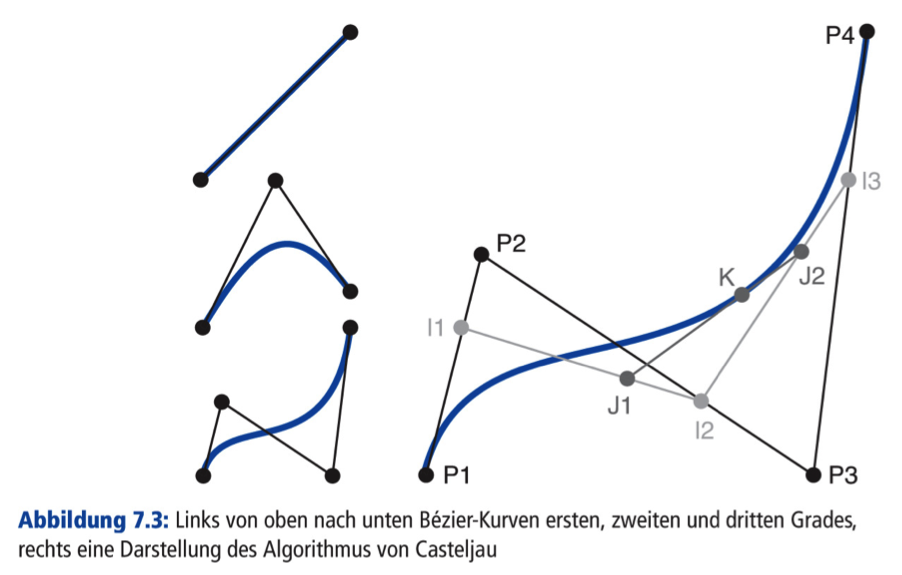 P4
I3
P2
K
J2
I1
J1
I2
P1
P3
Abbildung 7.3: Links von oben nach unten Bézier-Kurven ersten, zweiten und dritten Grades,
rechts eine Darstellung des Algorithmus von Casteljau